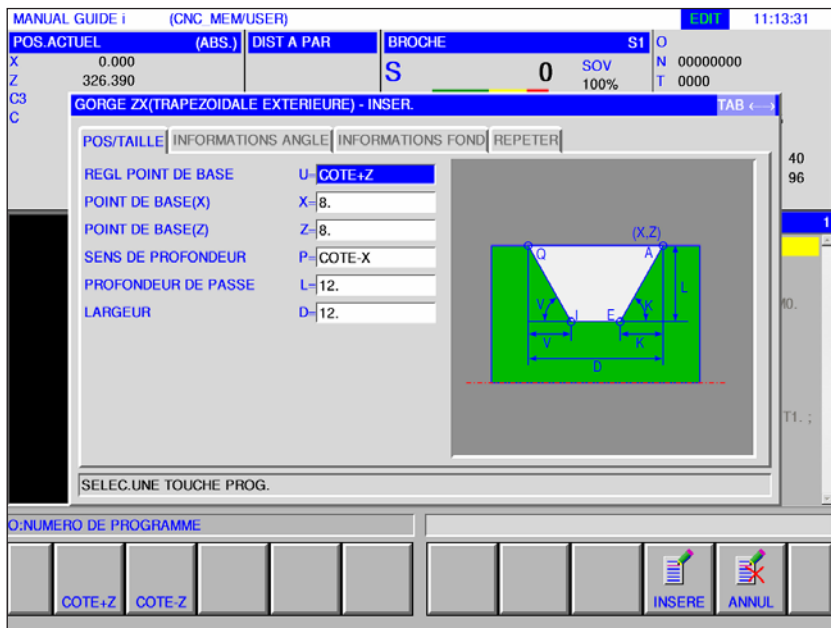 MANUAL GUIDE i (CNC_MEM/USER) EDIT 11:13:31
POS.ACTUEL (ABS.) DIST A PAR BROCHE S1 O
X 0.000 S 0 SOV N 00000000
Z 326.390 100% T 0000
C3
C
GORGE ZX(TRAPEZOIDALE EXTERIEURE) - INSER. TAB ←→
POS/TAILLE INFORMATIONS ANGLE INFORMATIONS FOND REPETER
REGL POINT DE BASE U= COTE+Z
POINT DE BASE(X) X= 8.
POINT DE BASE(Z) Z= 8.
SENS DE PROFONDEUR P= COTE-X
PROFONDEUR DE PASSE L= 12.
LARGEUR D= 12.
(X,Z)
Q A
L
V K
J E
V K
D
40
96
1
M0.
T1. ;
SELEC.UNE TOUCHE PROG.
O:NUMERO DE PROGRAMME
COTE+Z COTE-Z INSERE ANNUL